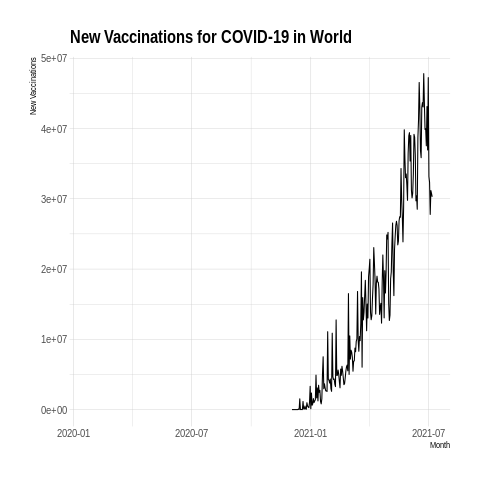 New Vaccinations for COVID-19 in World
New Vaccinations
5e+07
4e+07
3e+07
2e+07
1e+07
0e+00
2020-01
2020-07
2021-01
2021-07
Month